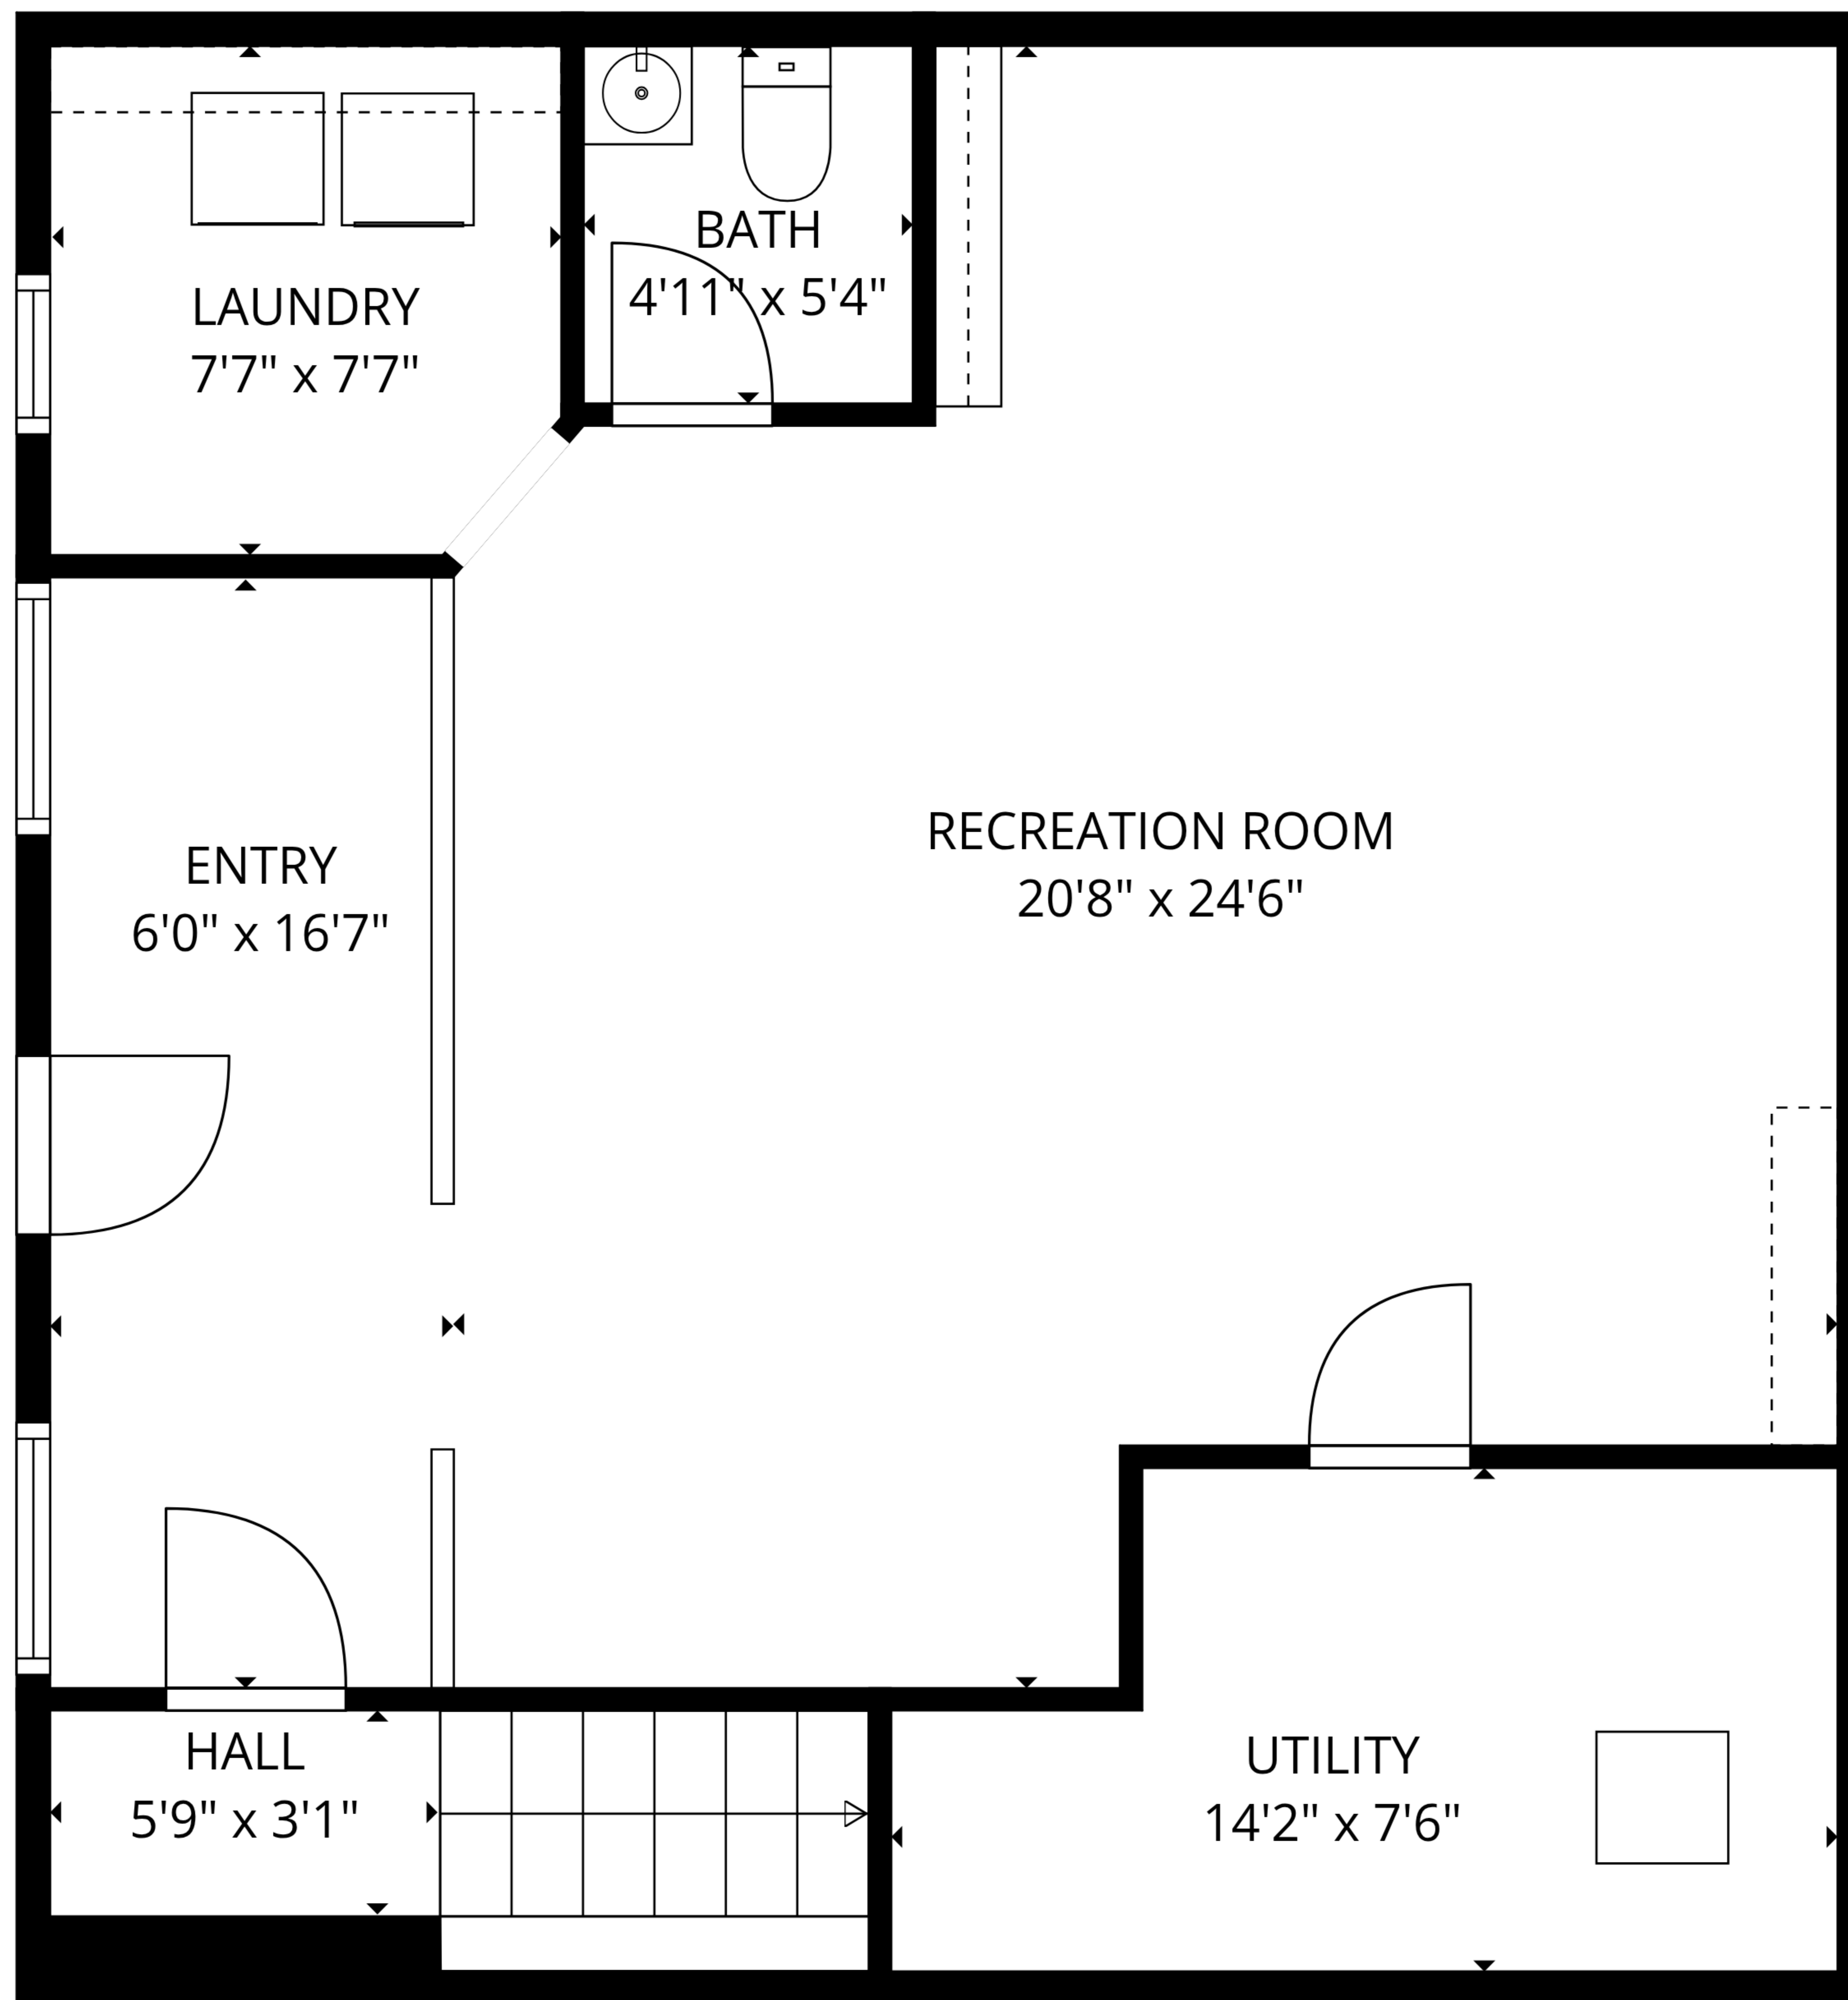 BATH
4'11" x 5'4"
LAUNDRY
7'7" x 7'7"
RECREATION ROOM
20'8" x 24'6"
ENTRY
6'0" x 16'7"
HALL
5'9" x 3'1"
UTILITY
14'2" x 7'6"